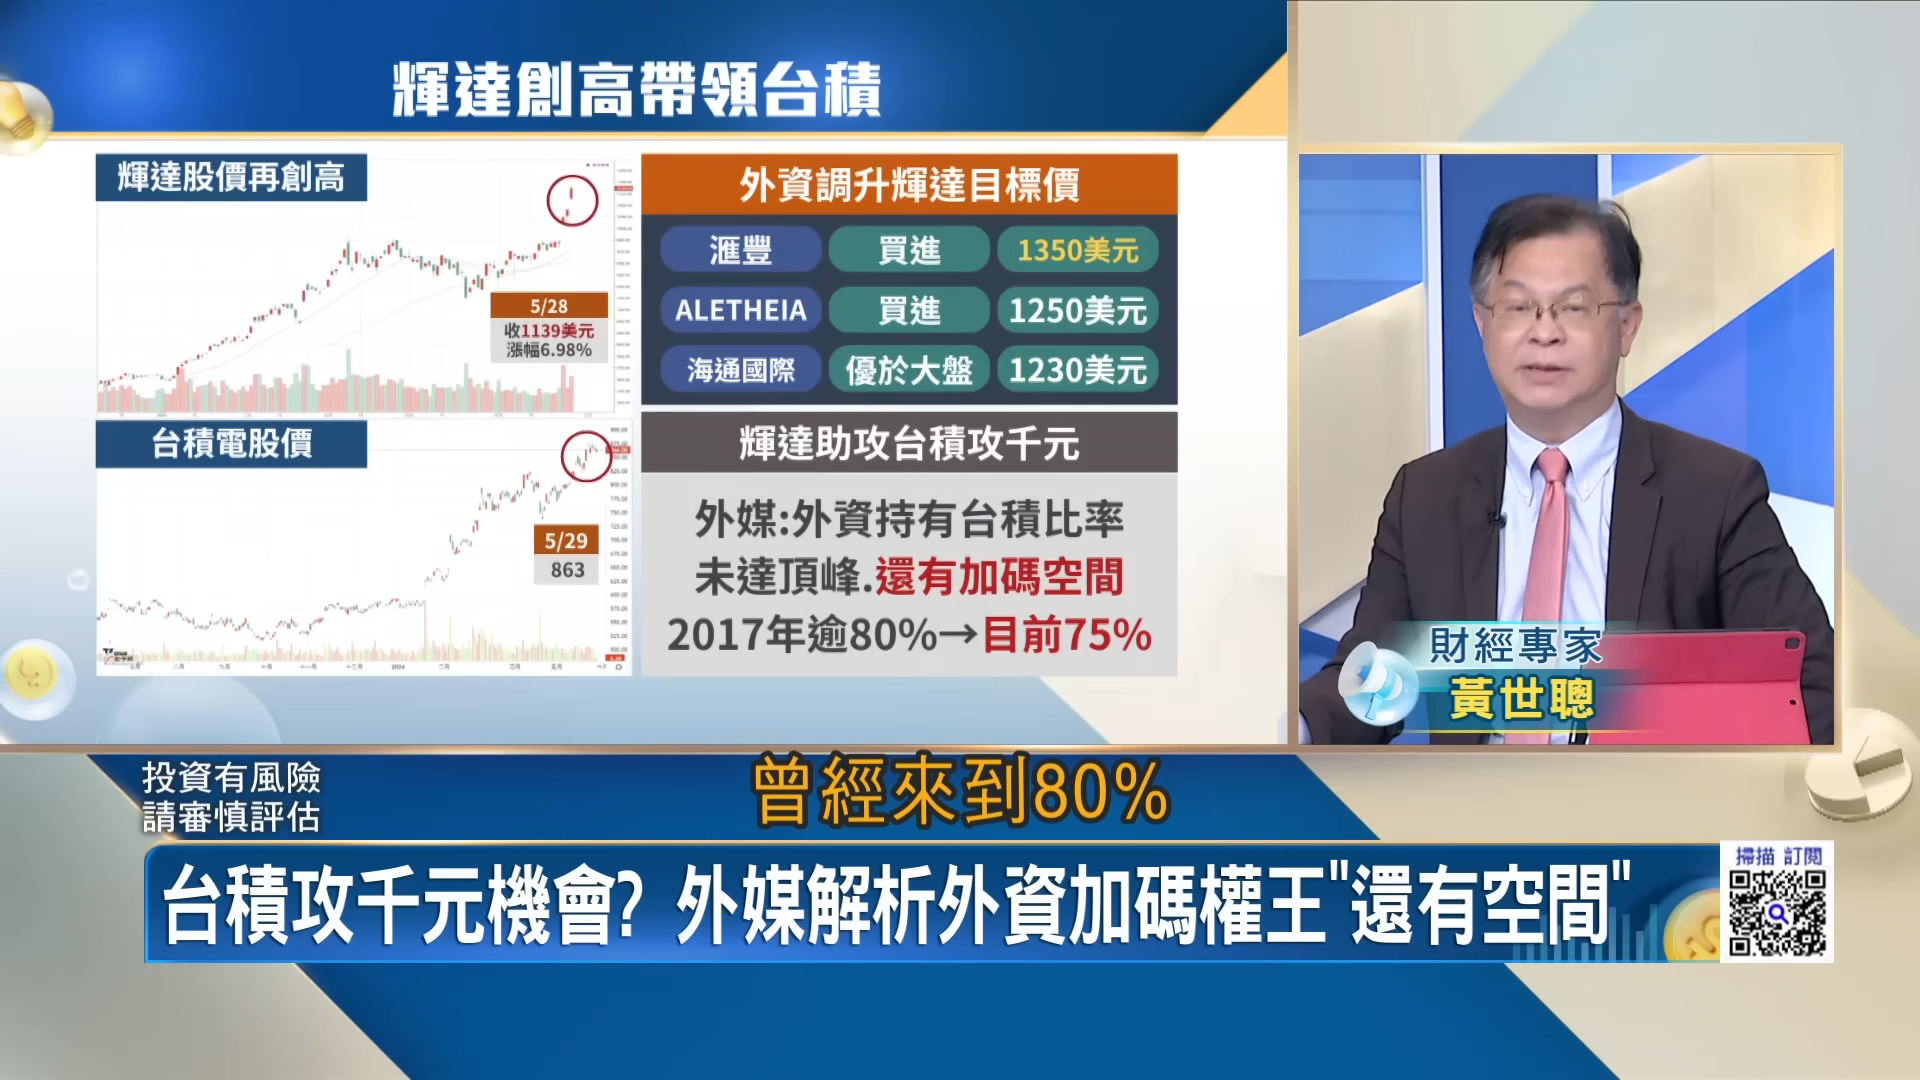 輝達創高帶領台積
輝達股價再創高
5/28
收1139美元
漲幅6.98%
台積電股價
5/29
863
外資調升輝達目標價
滙豐 買進 1350美元
ALETHEIA 買進 1250美元
海通國際 優於大盤 1230美元
輝達助攻台積攻千元
外媒:外資持有台積比率
未達頂峰.還有加碼空間
2017年逾80%→目前75%
財經專家
黃世聰
投資有風險
請審慎評估
曾經來到80%
台積攻千元機會? 外媒解析外資加碼權王"還有空間"
掃描 訂閱